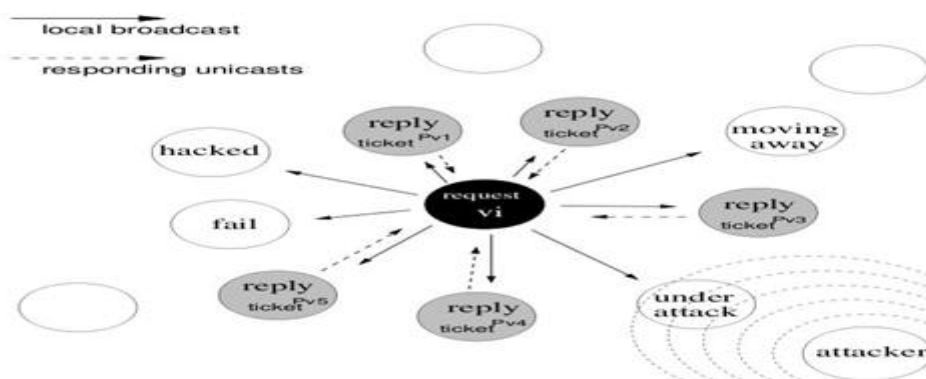 local broadcast
responding unicasts
reply
ticket Pv1
reply
ticket Pv2
moving
away
hacked
request
vi
reply
ticket Pv3
fail
reply
ticket Pv5
reply
ticket Pv4
under
attack
attacker